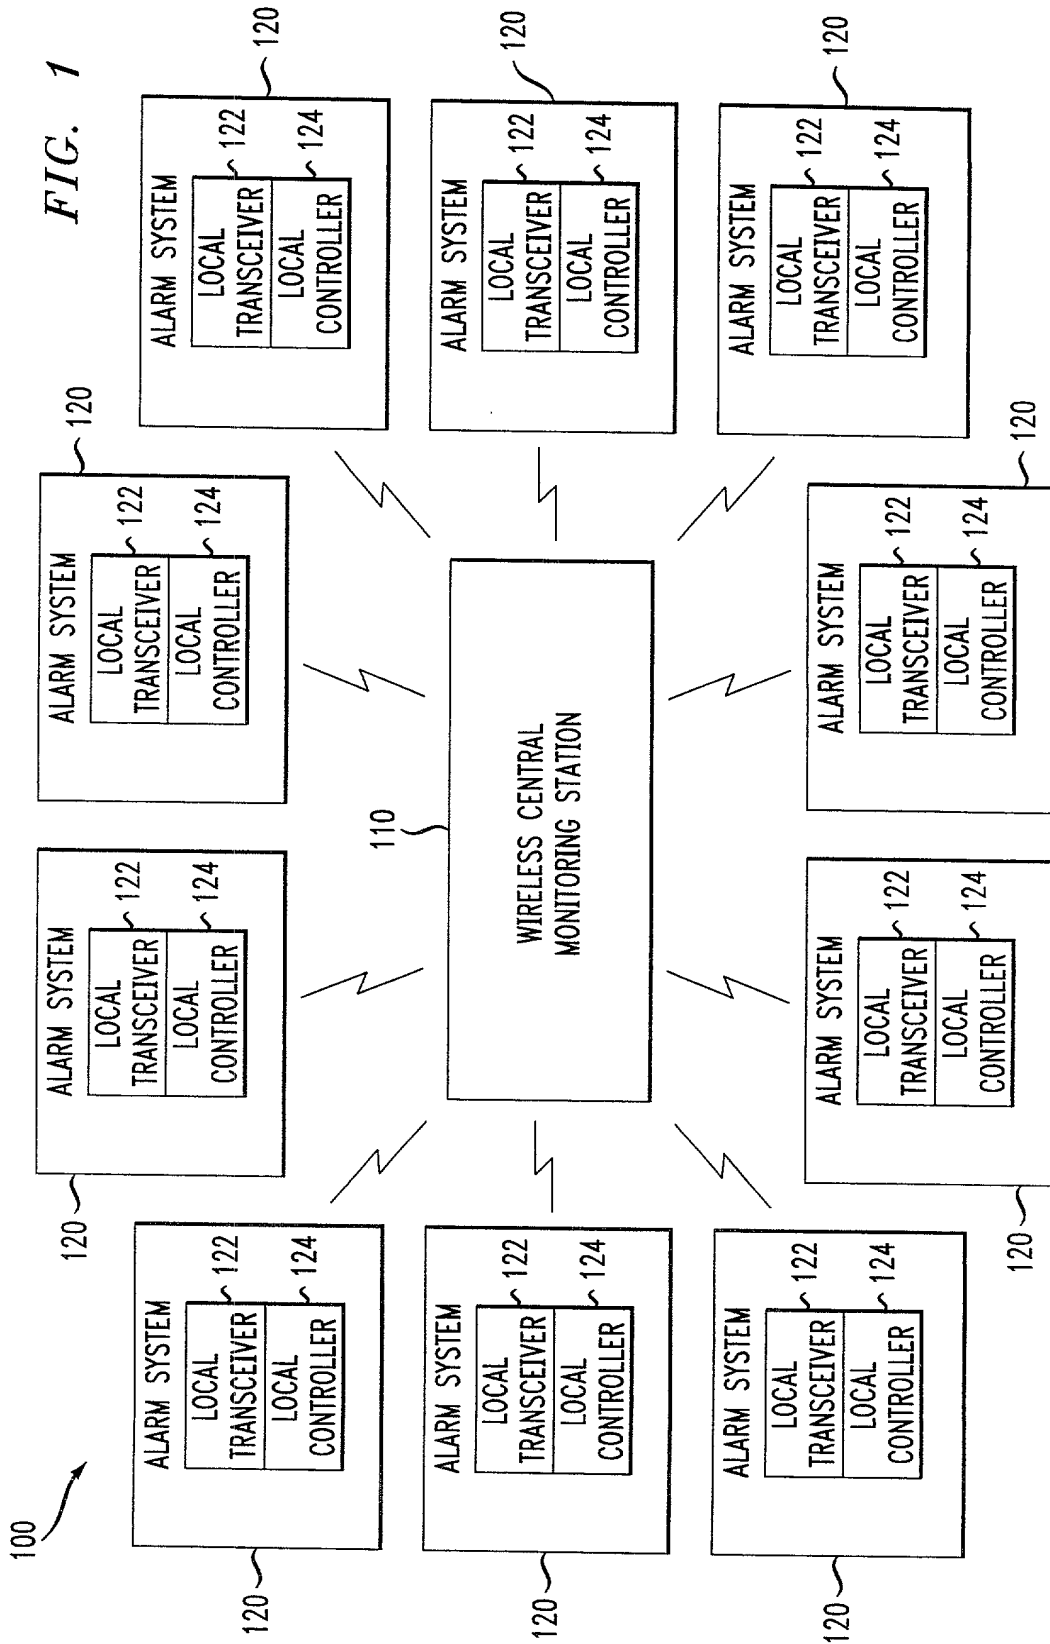 FIG. 1
100
120
ALARM SYSTEM
LOCAL
TRANSCEIVER
122
LOCAL
CONTROLLER
124
120
ALARM SYSTEM
LOCAL
TRANSCEIVER
122
LOCAL
CONTROLLER
124
120
ALARM SYSTEM
LOCAL
TRANSCEIVER
122
LOCAL
CONTROLLER
124
120
ALARM SYSTEM
LOCAL
TRANSCEIVER
122
LOCAL
CONTROLLER
124
120
ALARM SYSTEM
LOCAL
TRANSCEIVER
122
LOCAL
CONTROLLER
124
110
WIRELESS CENTRAL
MONITORING STATION
120
ALARM SYSTEM
LOCAL
TRANSCEIVER
122
LOCAL
CONTROLLER
124
120
ALARM SYSTEM
LOCAL
TRANSCEIVER
122
LOCAL
CONTROLLER
124
120
ALARM SYSTEM
LOCAL
TRANSCEIVER
122
LOCAL
CONTROLLER
124
120
ALARM SYSTEM
LOCAL
TRANSCEIVER
122
LOCAL
CONTROLLER
124
120
ALARM SYSTEM
LOCAL
TRANSCEIVER
122
LOCAL
CONTROLLER
124